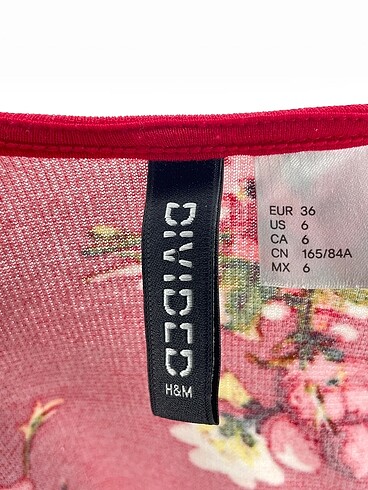 DIVIDED
H&M
EUR 36
US 6
CA 6
CN 165/84A
MX 6